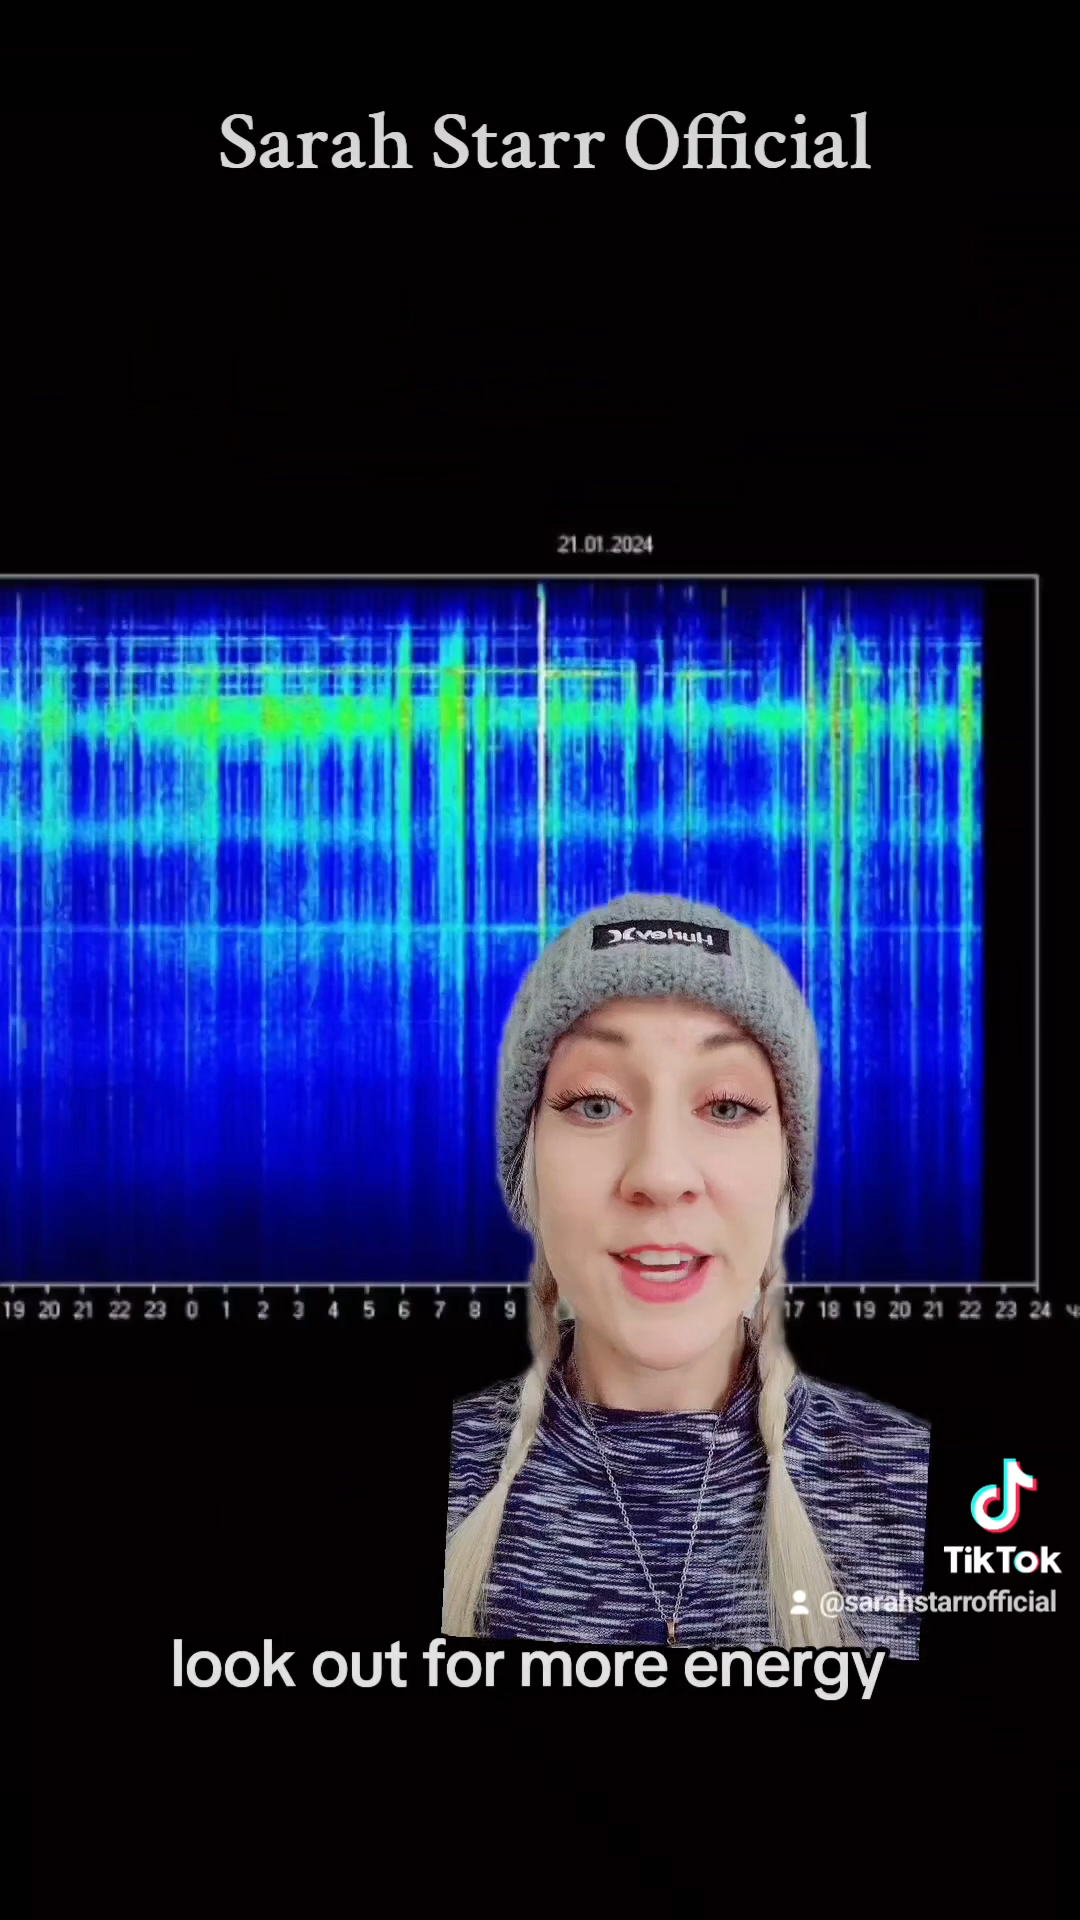 Sarah Starr Official
21.01.2024
Hurley
19 20 21 22 23 0 1 2 3 4 5 6 7 8 9 17 18 19 20 21 22 23 24
TikTok
@sarahstarrofficial
look out for more energy